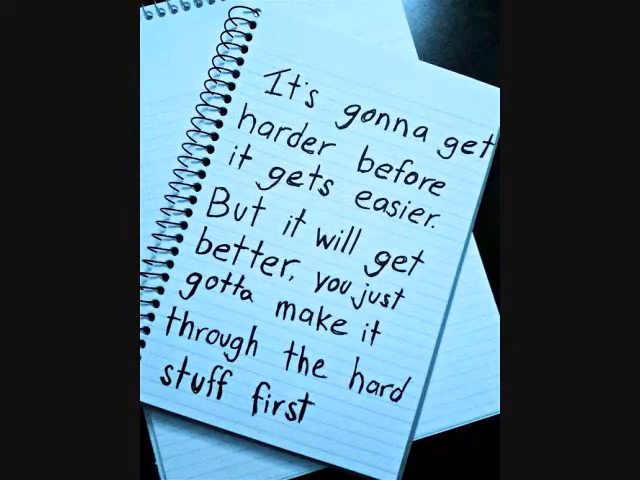 It's gonna get
harder before
it gets easier.
But it will get
better, you just
gotta make it
through the hard
stuff first